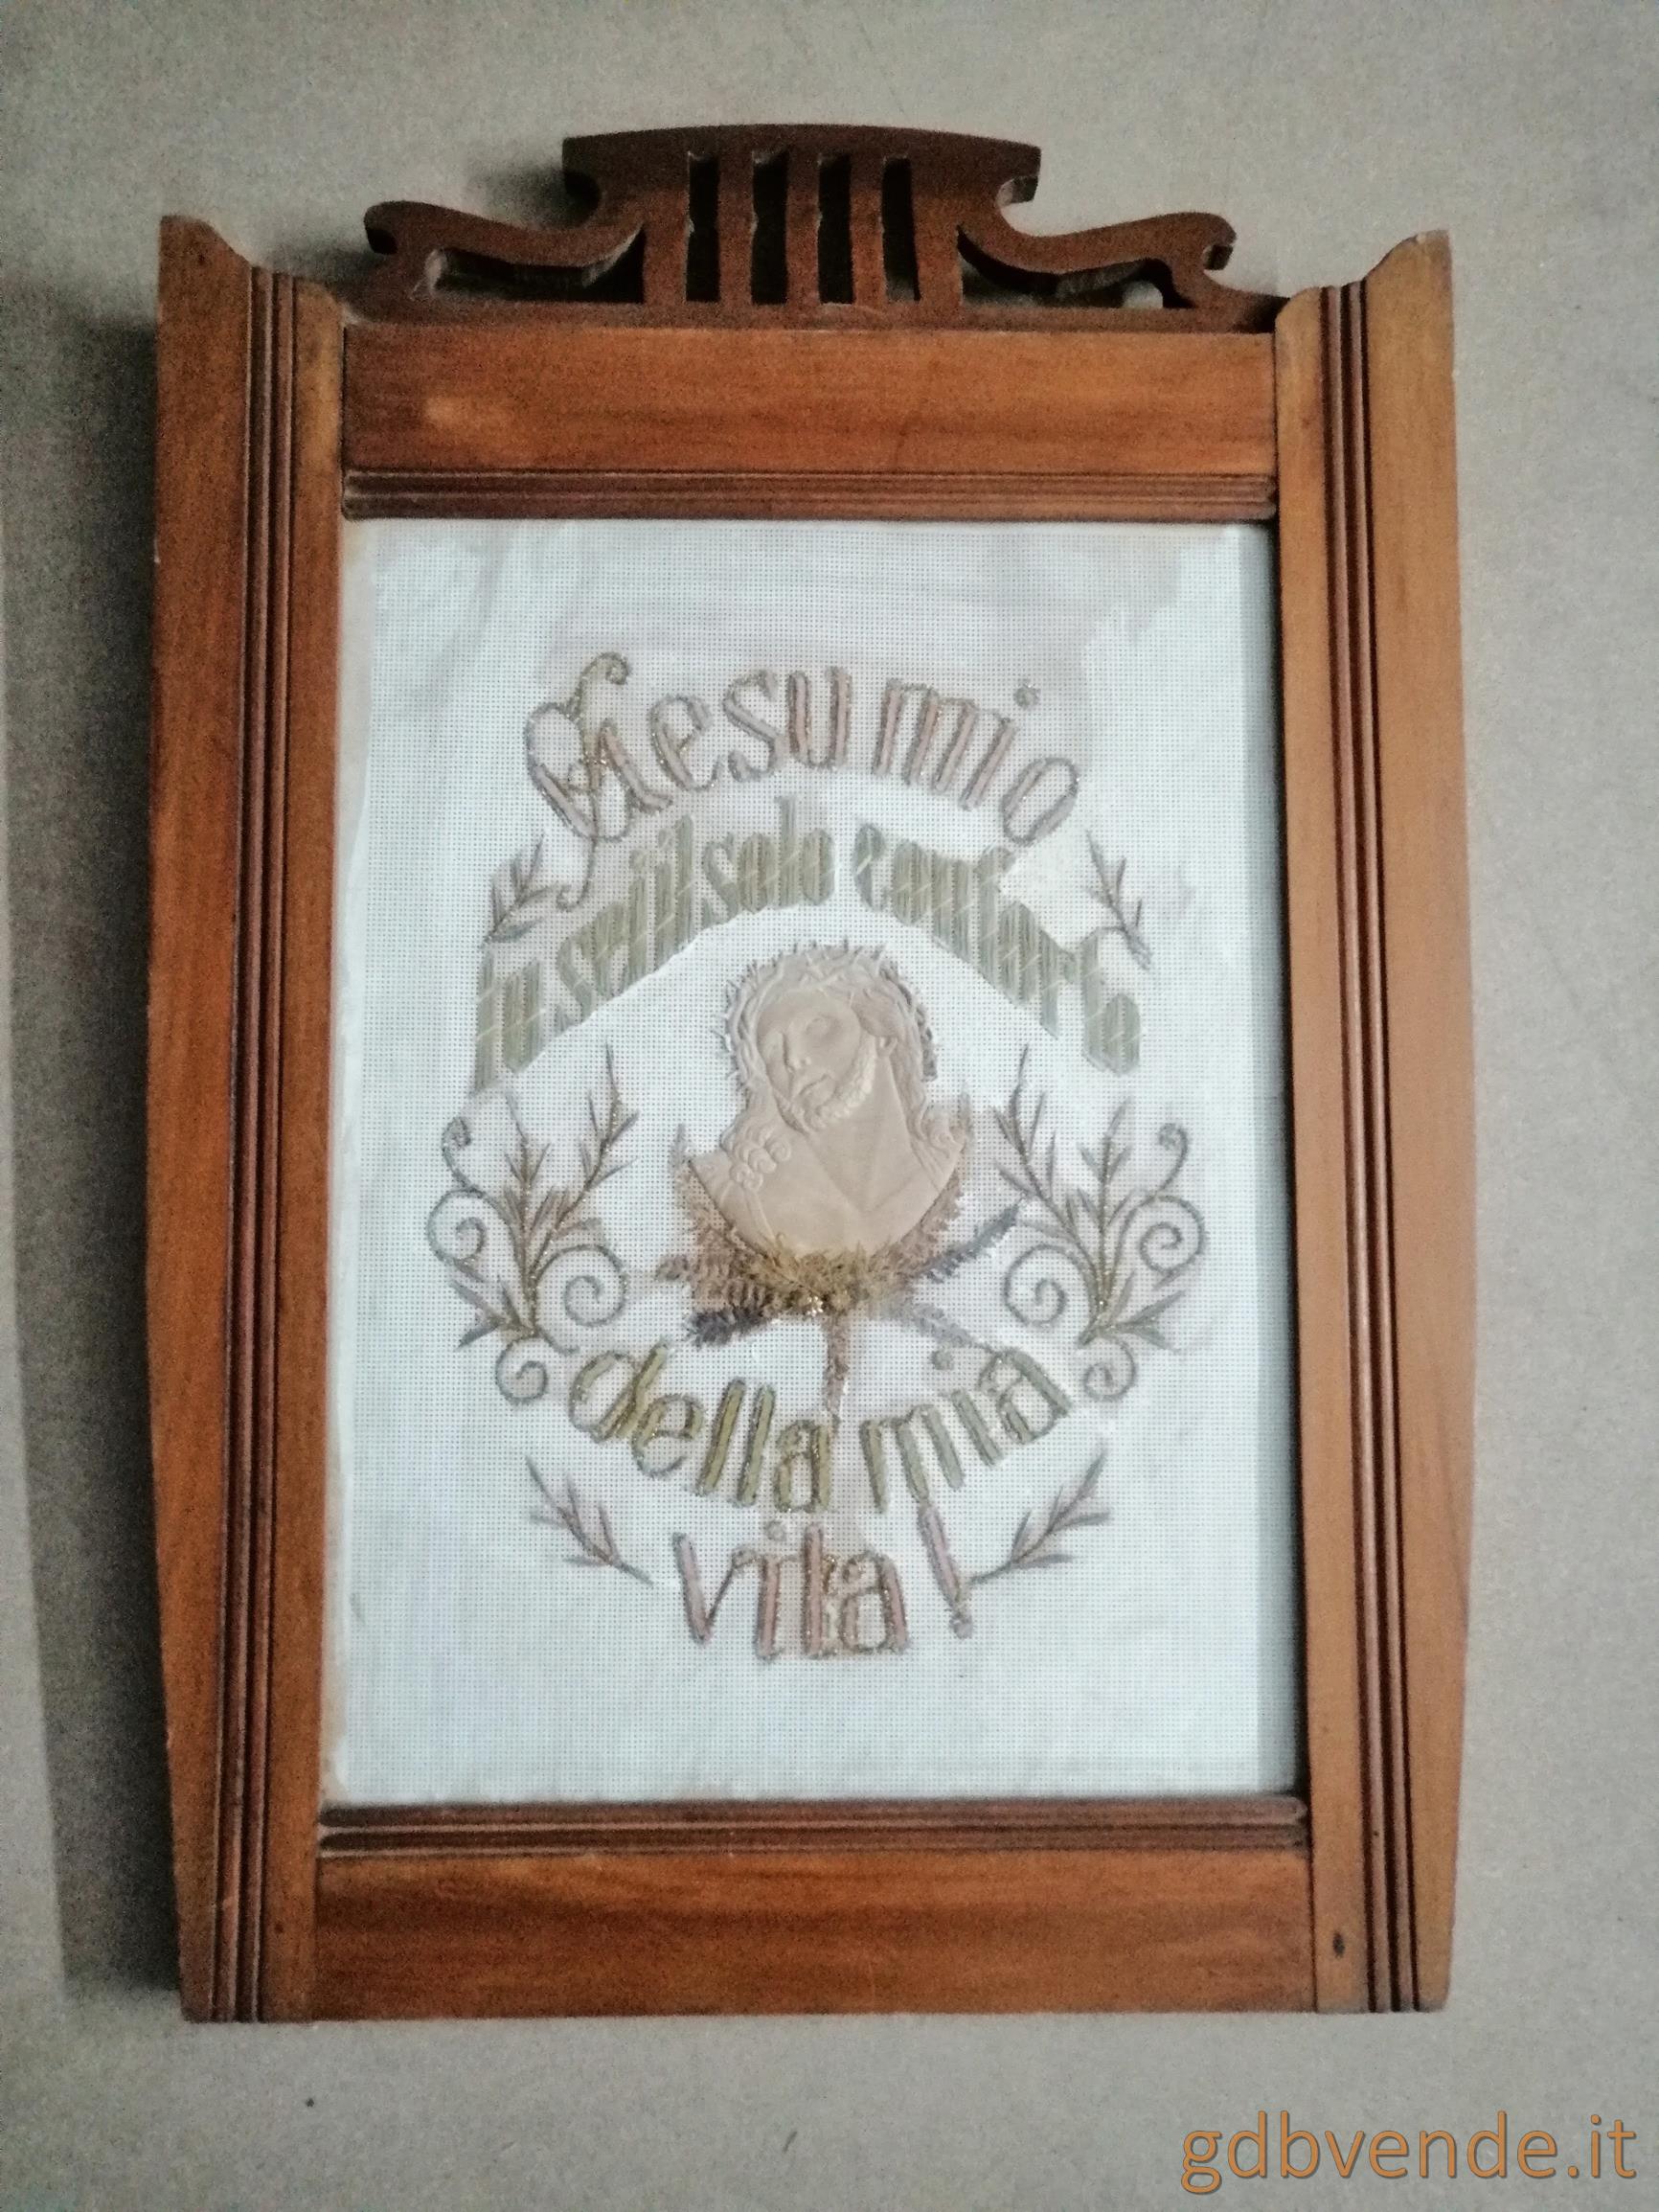 Gesu mio
tu sei il solo conforto
della mia
vita!
gdbvende.it